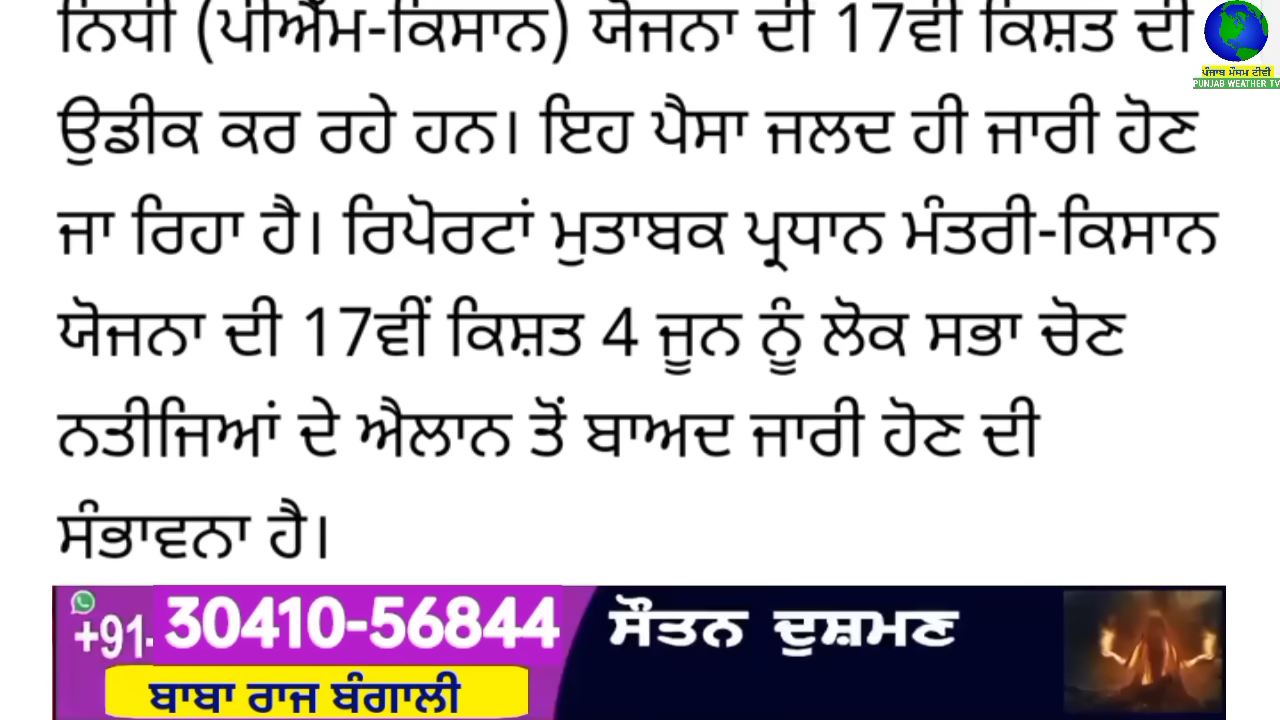 ਨਿਧੀ (ਪੀਐੱਮ-ਕਿਸਾਨ) ਯੋਜਨਾ ਦੀ 17ਵੀਂ ਕਿਸ਼ਤ ਦੀ
ਉਡੀਕ ਕਰ ਰਹੇ ਹਨ। ਇਹ ਪੈਸਾ ਜਲਦ ਹੀ ਜਾਰੀ ਹੋਣ
ਜਾ ਰਿਹਾ ਹੈ। ਰਿਪੋਰਟਾਂ ਮੁਤਾਬਕ ਪ੍ਰਧਾਨ ਮੰਤਰੀ-ਕਿਸਾਨ
ਯੋਜਨਾ ਦੀ 17ਵੀਂ ਕਿਸ਼ਤ 4 ਜੂਨ ਨੂੰ ਲੋਕ ਸਭਾ ਚੋਣ
ਨਤੀਜਿਆਂ ਦੇ ਐਲਾਨ ਤੋਂ ਬਾਅਦ ਜਾਰੀ ਹੋਣ ਦੀ
ਸੰਭਾਵਨਾ ਹੈ।
ਪੰਜਾਬ ਮੌਸਮ ਟੀਵੀ
PUNJAB WEATHER TV
+91. 30410-56844
ਬਾਬਾ ਰਾਜ ਬੰਗਾਲੀ
ਸੌਤਨ ਦੁਸ਼ਮਣ